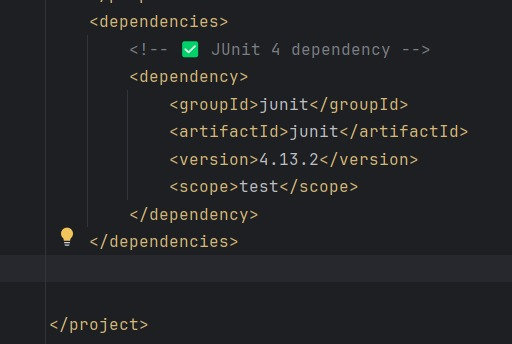 <dependencies>
<!-- ✅ JUnit 4 dependency -->
<dependency>
<groupId>junit</groupId>
<artifactId>junit</artifactId>
<version>4.13.2</version>
<scope>test</scope>
</dependency>
</dependencies>
</project>